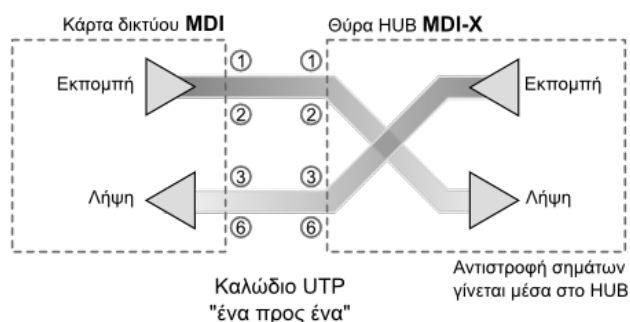 Κάρτα δικτύου MDI
Θύρα HUB MDI-X
Εκπομπή
① ①
Εκπομπή
② ②
Λήψη
③ ③
Λήψη
⑥ ⑥
Καλώδιο UTP
"ένα προς ένα"
Αντιστροφή σημάτων
γίνεται μέσα στο HUB